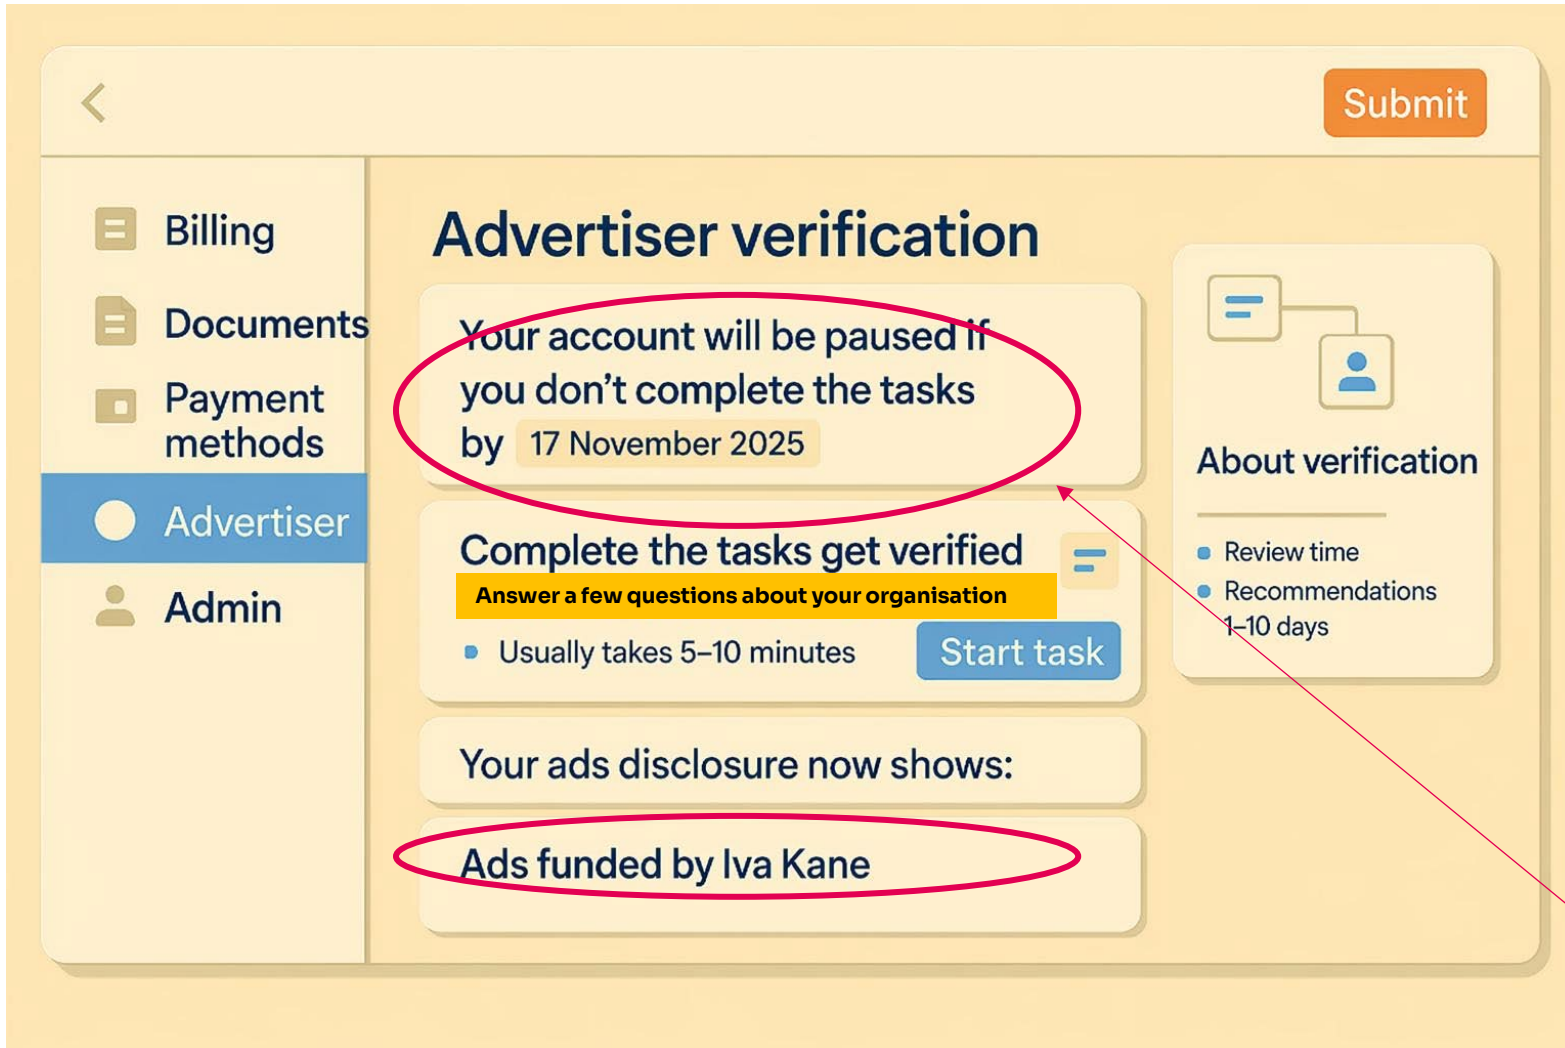 Submit
Billing
Documents
Payment
methods
Advertiser
Admin
Advertiser verification
Your account will be paused if
you don’t complete the tasks
by 17 November 2025
Complete the tasks get verified
Answer a few questions about your organisation
Usually takes 5–10 minutes
Start task
Your ads disclosure now shows:
Ads funded by Iva Kane
About verification
Review time
Recommendations
1–10 days